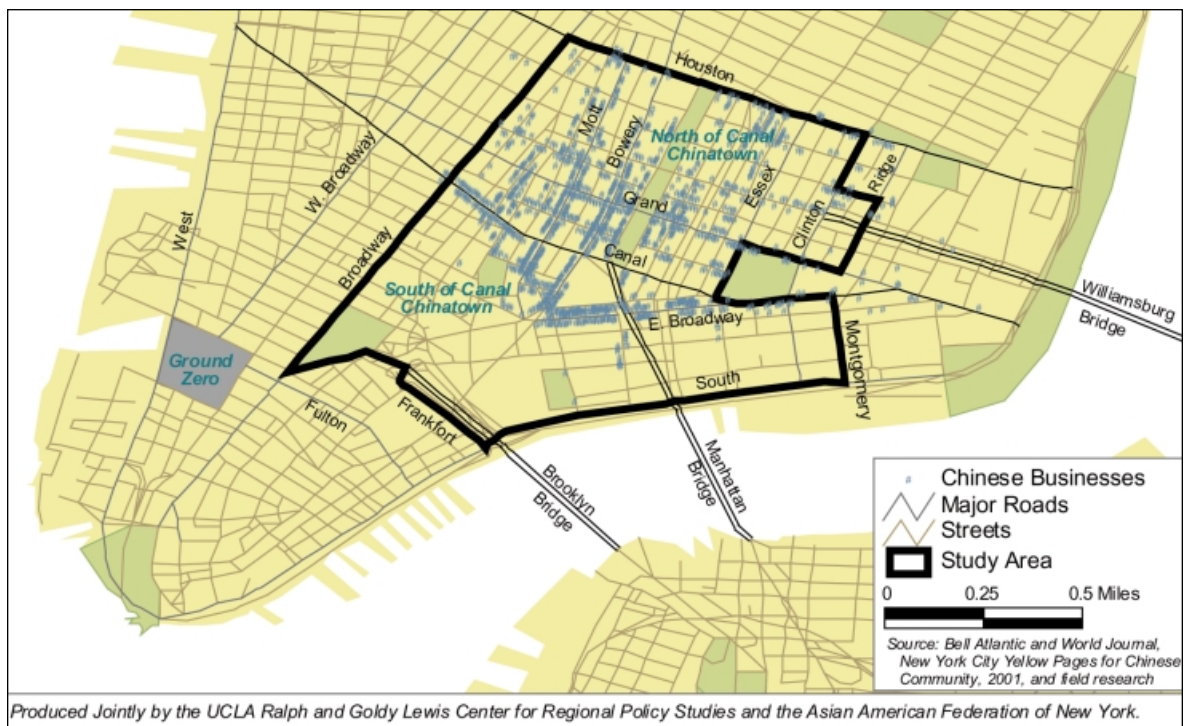 Houston
Mott
Bowery
North of Canal
Chinatown
W. Broadway
Essex
Ridge
West
Grand
Broadway
Clinton
Canal
South of Canal
Chinatown
Williamsburg
Bridge
E. Broadway
Montgomery
Ground
Zero
South
Fulton
Frankfort
Manhattan
Bridge
Brooklyn
Bridge
Chinese Businesses
Major Roads
Streets
Study Area
0 0.25 0.5 Miles
Source: Bell Atlantic and World Journal,
New York City Yellow Pages for Chinese
Community, 2001, and field research
Produced Jointly by the UCLA Ralph and Goldy Lewis Center for Regional Policy Studies and the Asian American Federation of New York.